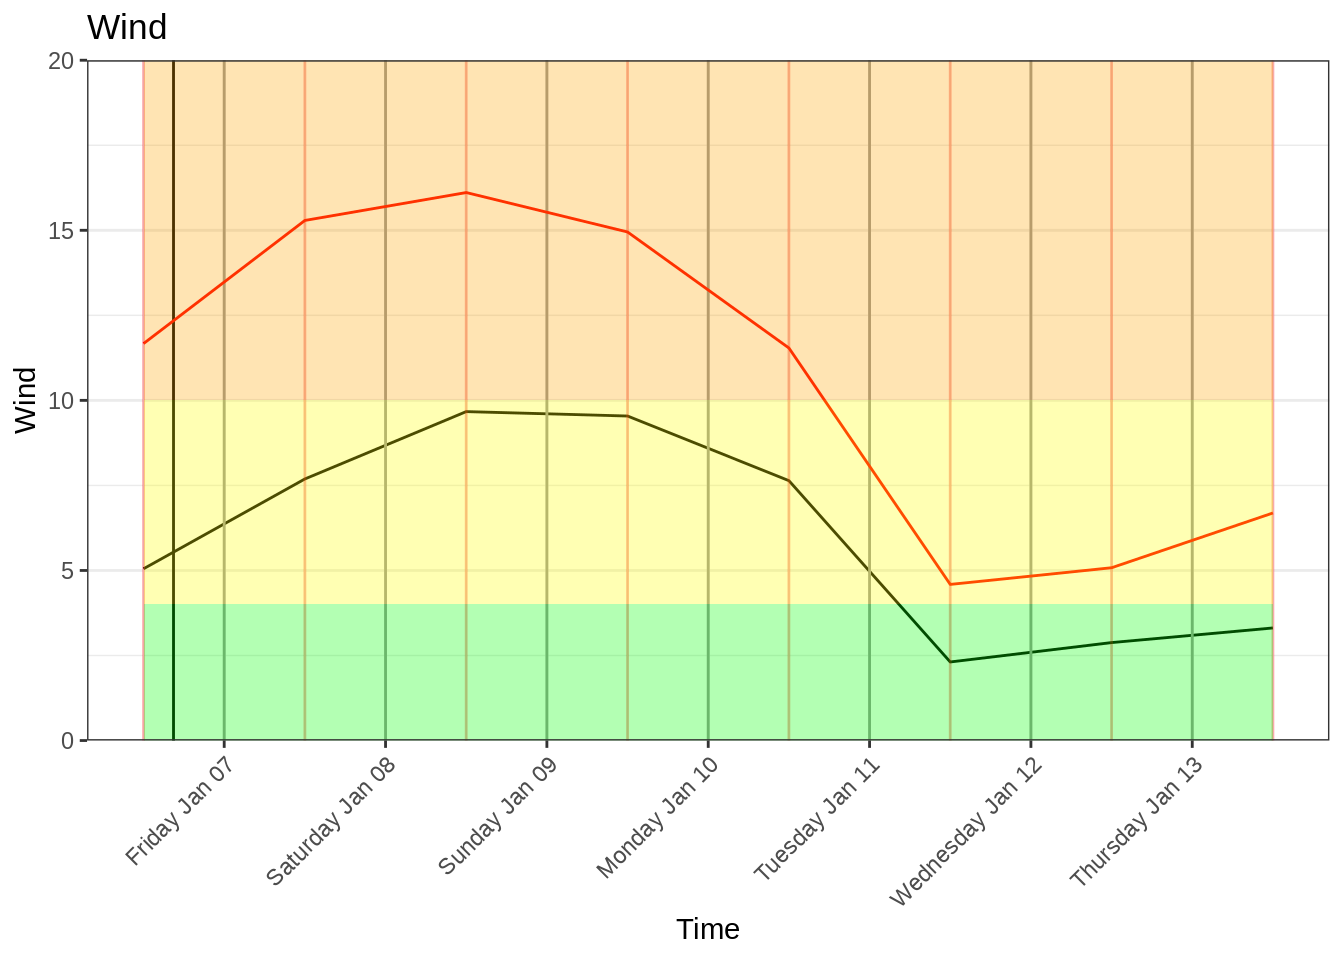 Wind
20
15
10
5
0
Wind
Friday Jan 07
Saturday Jan 08
Sunday Jan 09
Monday Jan 10
Tuesday Jan 11
Wednesday Jan 12
Thursday Jan 13
Time